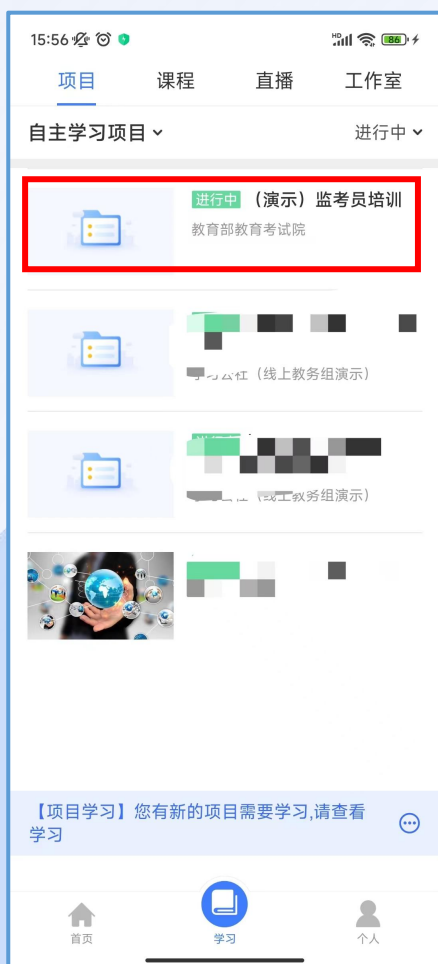 15:56 HD 86
项目 课程 直播 工作室
自主学习项目 进行中
进行中 （演示）监考员培训
教育部教育考试院
（线上教务组演示）
（线上教务组演示）
【项目学习】您有新的项目需要学习,请查看
学习
首页 学习 个人